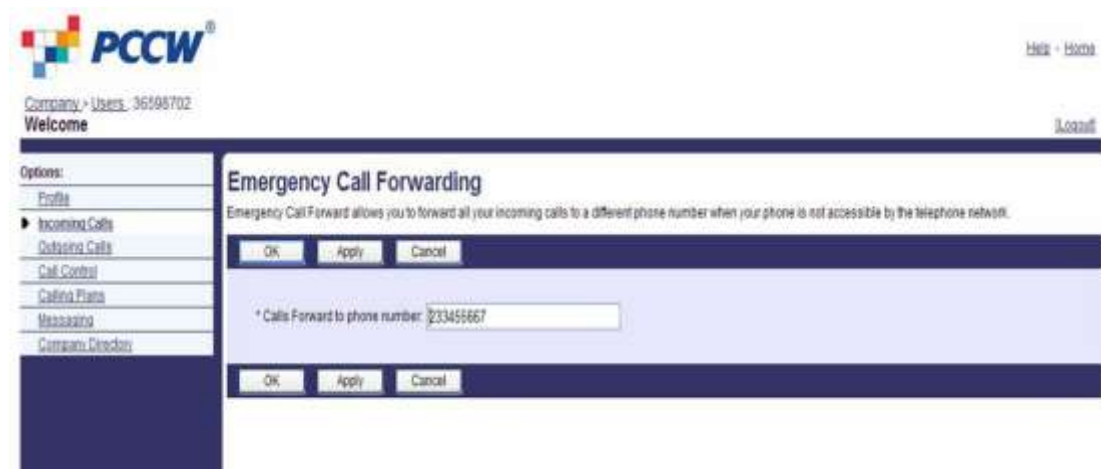 PCCW®
Help - Home
Company > Users : 36598702
Welcome
[Logout]
Options:
Profile
Incoming Calls
Outgoing Calls
Call Control
Calling Plans
Messaging
Company Directory
Emergency Call Forwarding
Emergency Call Forward allows you to forward all your incoming calls to a different phone number when your phone is not accessible by the telephone network.
OK Apply Cancel
* Calls Forward to phone number: 233455667
OK Apply Cancel